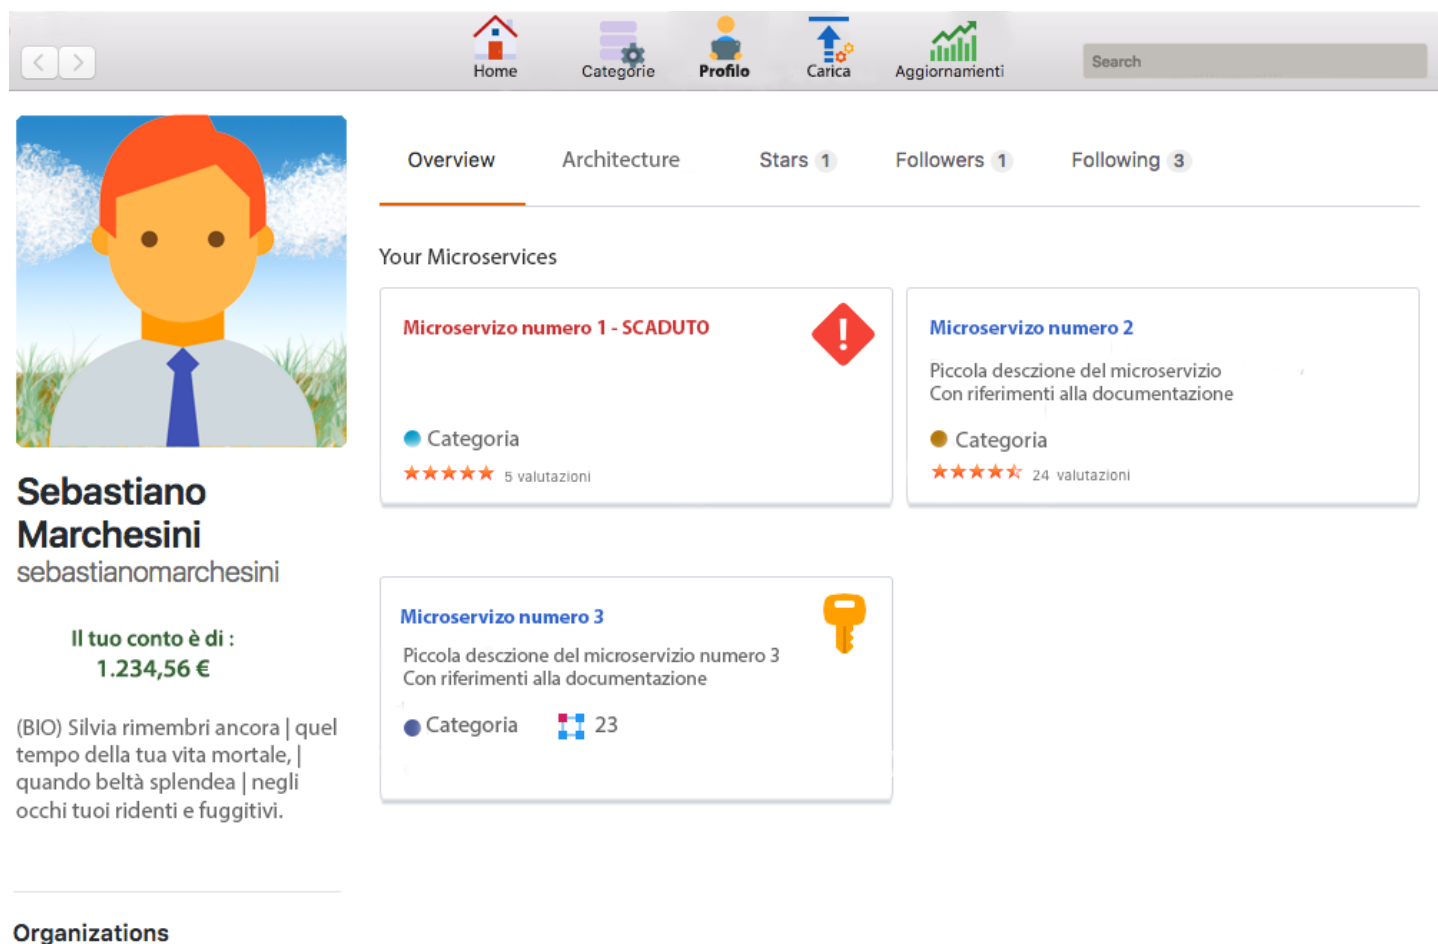 Home
Categorie
Profilo
Carica
Aggiornamenti
Search
Overview
Architecture
Stars 1
Followers 1
Following 3
Your Microservices
Microservizo numero 1 - SCADUTO
Categoria
5 valutazioni
Microservizo numero 2
Piccola desczione del microservizio
Con riferimenti alla documentazione
Categoria
24 valutazioni
Microservizo numero 3
Piccola desczione del microservizio numero 3
Con riferimenti alla documentazione
Categoria
23
Sebastiano
Marchesini
sebastianomarchesini
Il tuo conto è di :
1.234,56 €
(BIO) Silvia rimembri ancora | quel
tempo della tua vita mortale, |
quando beltà splendea | negli
occhi tuoi ridenti e fuggitivi.
Organizations